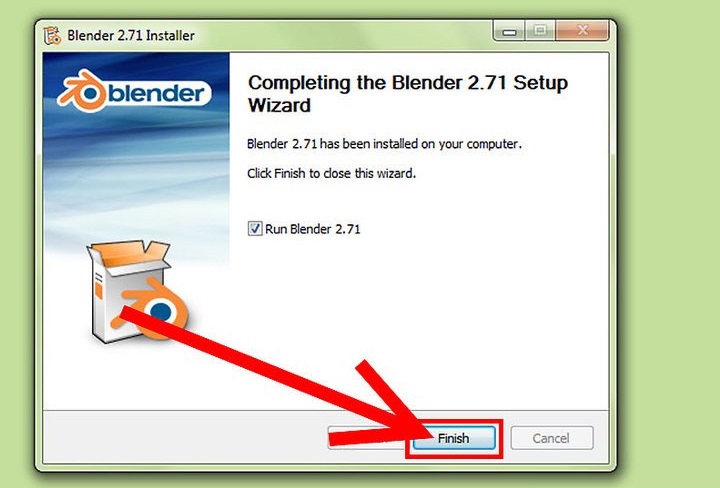 Blender 2.71 Installer
blender
Completing the Blender 2.71 Setup
Wizard
Blender 2.71 has been installed on your computer.
Click Finish to close this wizard.
Run Blender 2.71
Finish
Cancel